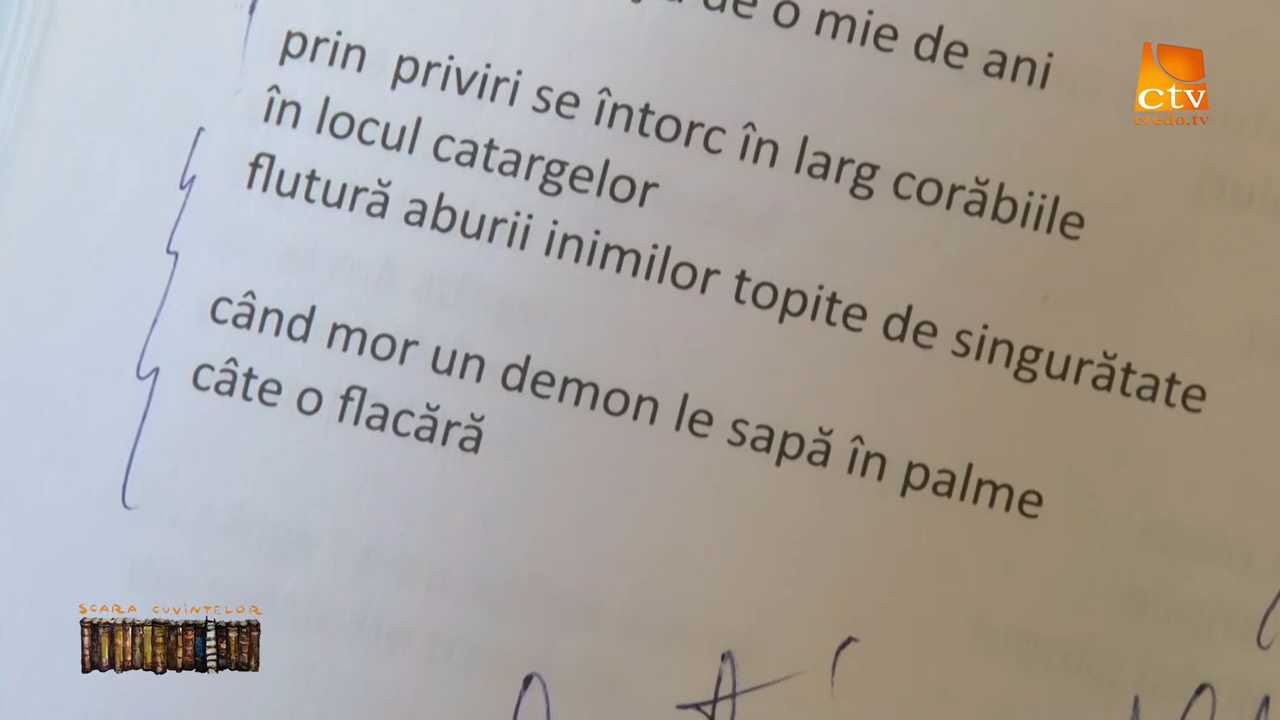 de o mie de ani
prin priviri se întorc în larg corăbiile
în locul catargelor
flutură aburii inimilor topite de singurătate
când mor un demon le sapă în palme
câte o flacără
ctv
credo.tv
SCARA CUVINTELOR